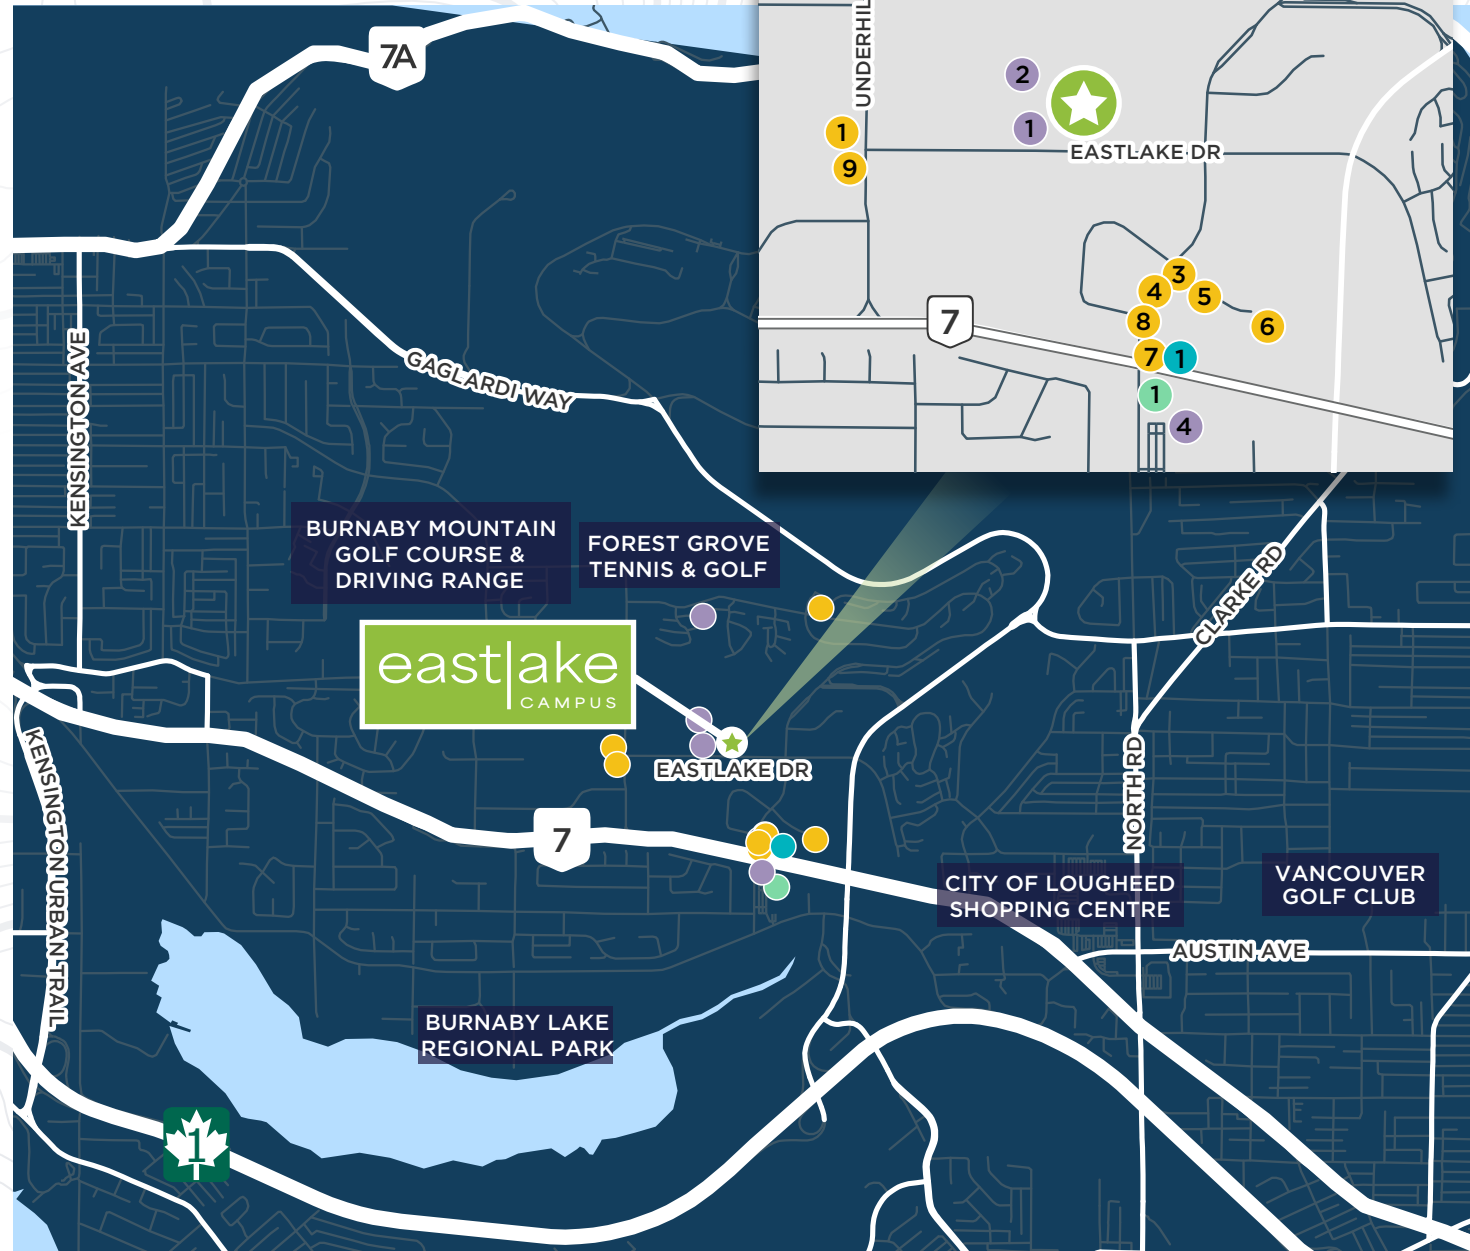 7A
UNDERHIL
2
1
1
9
EASTLAKE DR
3
4
5
8
6
7
7
1
1
4
KENSINGTON AVE
GAGLARDI WAY
BURNABY MOUNTAIN
GOLF COURSE &
DRIVING RANGE
FOREST GROVE
TENNIS & GOLF
CLARKE RD
eastlake
CAMPUS
EASTLAKE DR
KENSINGTON URBAN TRAIL
NORTH RD
7
CITY OF LOUGHEED
SHOPPING CENTRE
VANCOUVER
GOLF CLUB
AUSTIN AVE
BURNABY LAKE
REGIONAL PARK
1